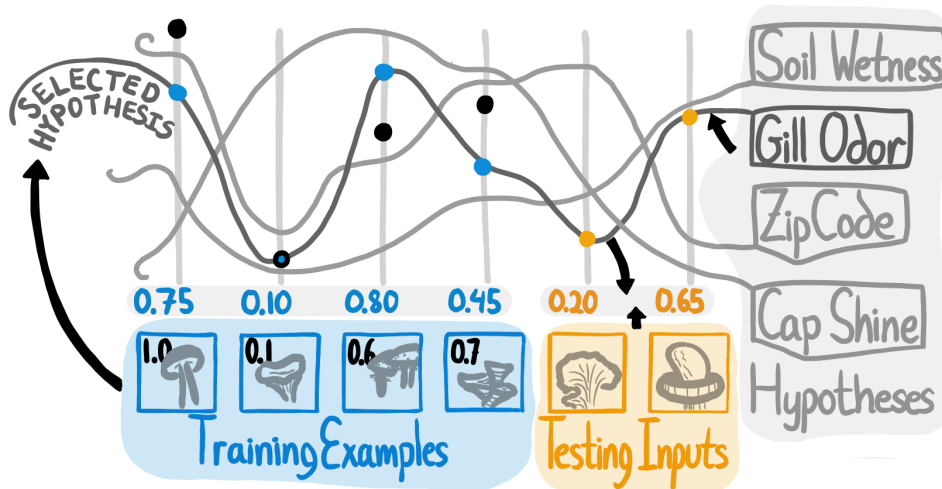 SELECTED
HYPOTHESIS
Soil Wetness
Gill Odor
Zip Code
Cap Shine
Hypotheses
0.75 0.10 0.80 0.45 0.20 0.65
1.0 0.1 0.6 0.7
Training Examples
Testing Inputs